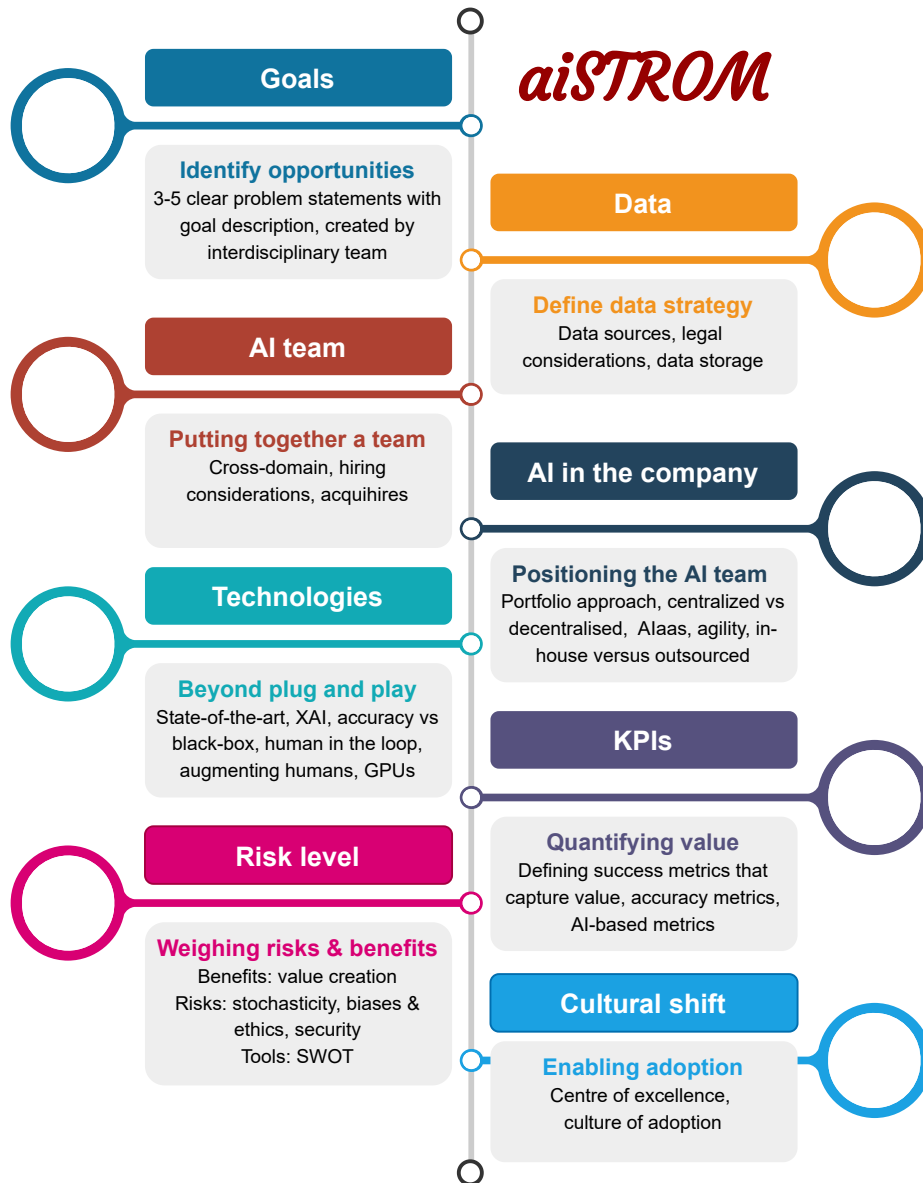 aiSTROM
Goals
Identify opportunities
3-5 clear problem statements with
goal description, created by
interdisciplinary team
Data
Define data strategy
Data sources, legal
considerations, data storage
AI team
Putting together a team
Cross-domain, hiring
considerations, acquihires
AI in the company
Positioning the AI team
Portfolio approach, centralized vs
decentralised, AIaas, agility, in-
house versus outsourced
Technologies
Beyond plug and play
State-of-the-art, XAI, accuracy vs
black-box, human in the loop,
augmenting humans, GPUs
KPIs
Quantifying value
Defining success metrics that
capture value, accuracy metrics,
AI-based metrics
Risk level
Weighing risks & benefits
Benefits: value creation
Risks: stochasticity, biases &
ethics, security
Tools: SWOT
Cultural shift
Enabling adoption
Centre of excellence,
culture of adoption